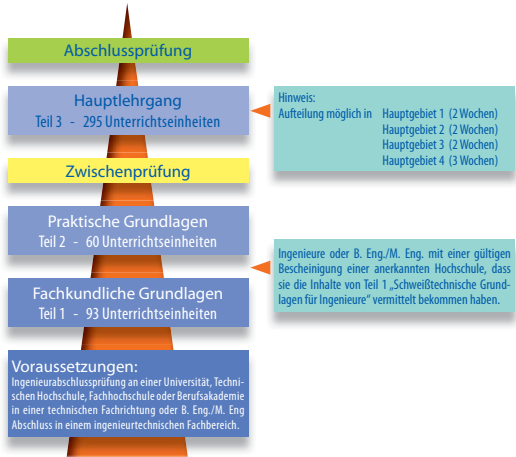 Abschlussprüfung
Hauptlehrgang
Teil 3 - 295 Unterrichtseinheiten
Hinweis:
Aufteilung möglich in Hauptgebiet 1 (2 Wochen)
Hauptgebiet 2 (2 Wochen)
Hauptgebiet 3 (2 Wochen)
Hauptgebiet 4 (3 Wochen)
Zwischenprüfung
Praktische Grundlagen
Teil 2 - 60 Unterrichtseinheiten
Ingenieure oder B. Eng./M. Eng. mit einer gültigen
Bescheinigung einer anerkannten Hochschule, dass
sie die Inhalte von Teil 1 „Schweißtechnische Grund-
lagen für Ingenieure“ vermittelt bekommen haben.
Fachkundliche Grundlagen
Teil 1 - 93 Unterrichtseinheiten
Voraussetzungen:
Ingenieurabschlussprüfung an einer Universität, Techni-
schen Hochschule, Fachhochschule oder Berufsakademie
in einer technischen Fachrichtung oder B. Eng./M. Eng
Abschluss in einem ingenieurtechnischen Fachbereich.